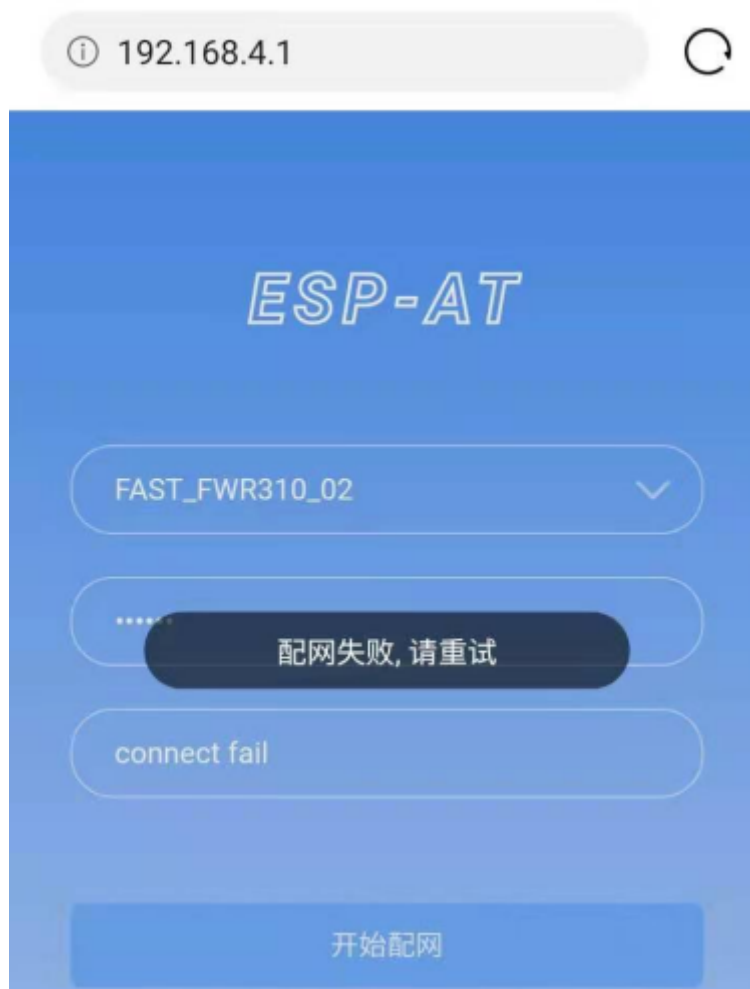 192.168.4.1
ESP-AT
FAST_FWR310_02
配网失败, 请重试
connect fail
开始配网